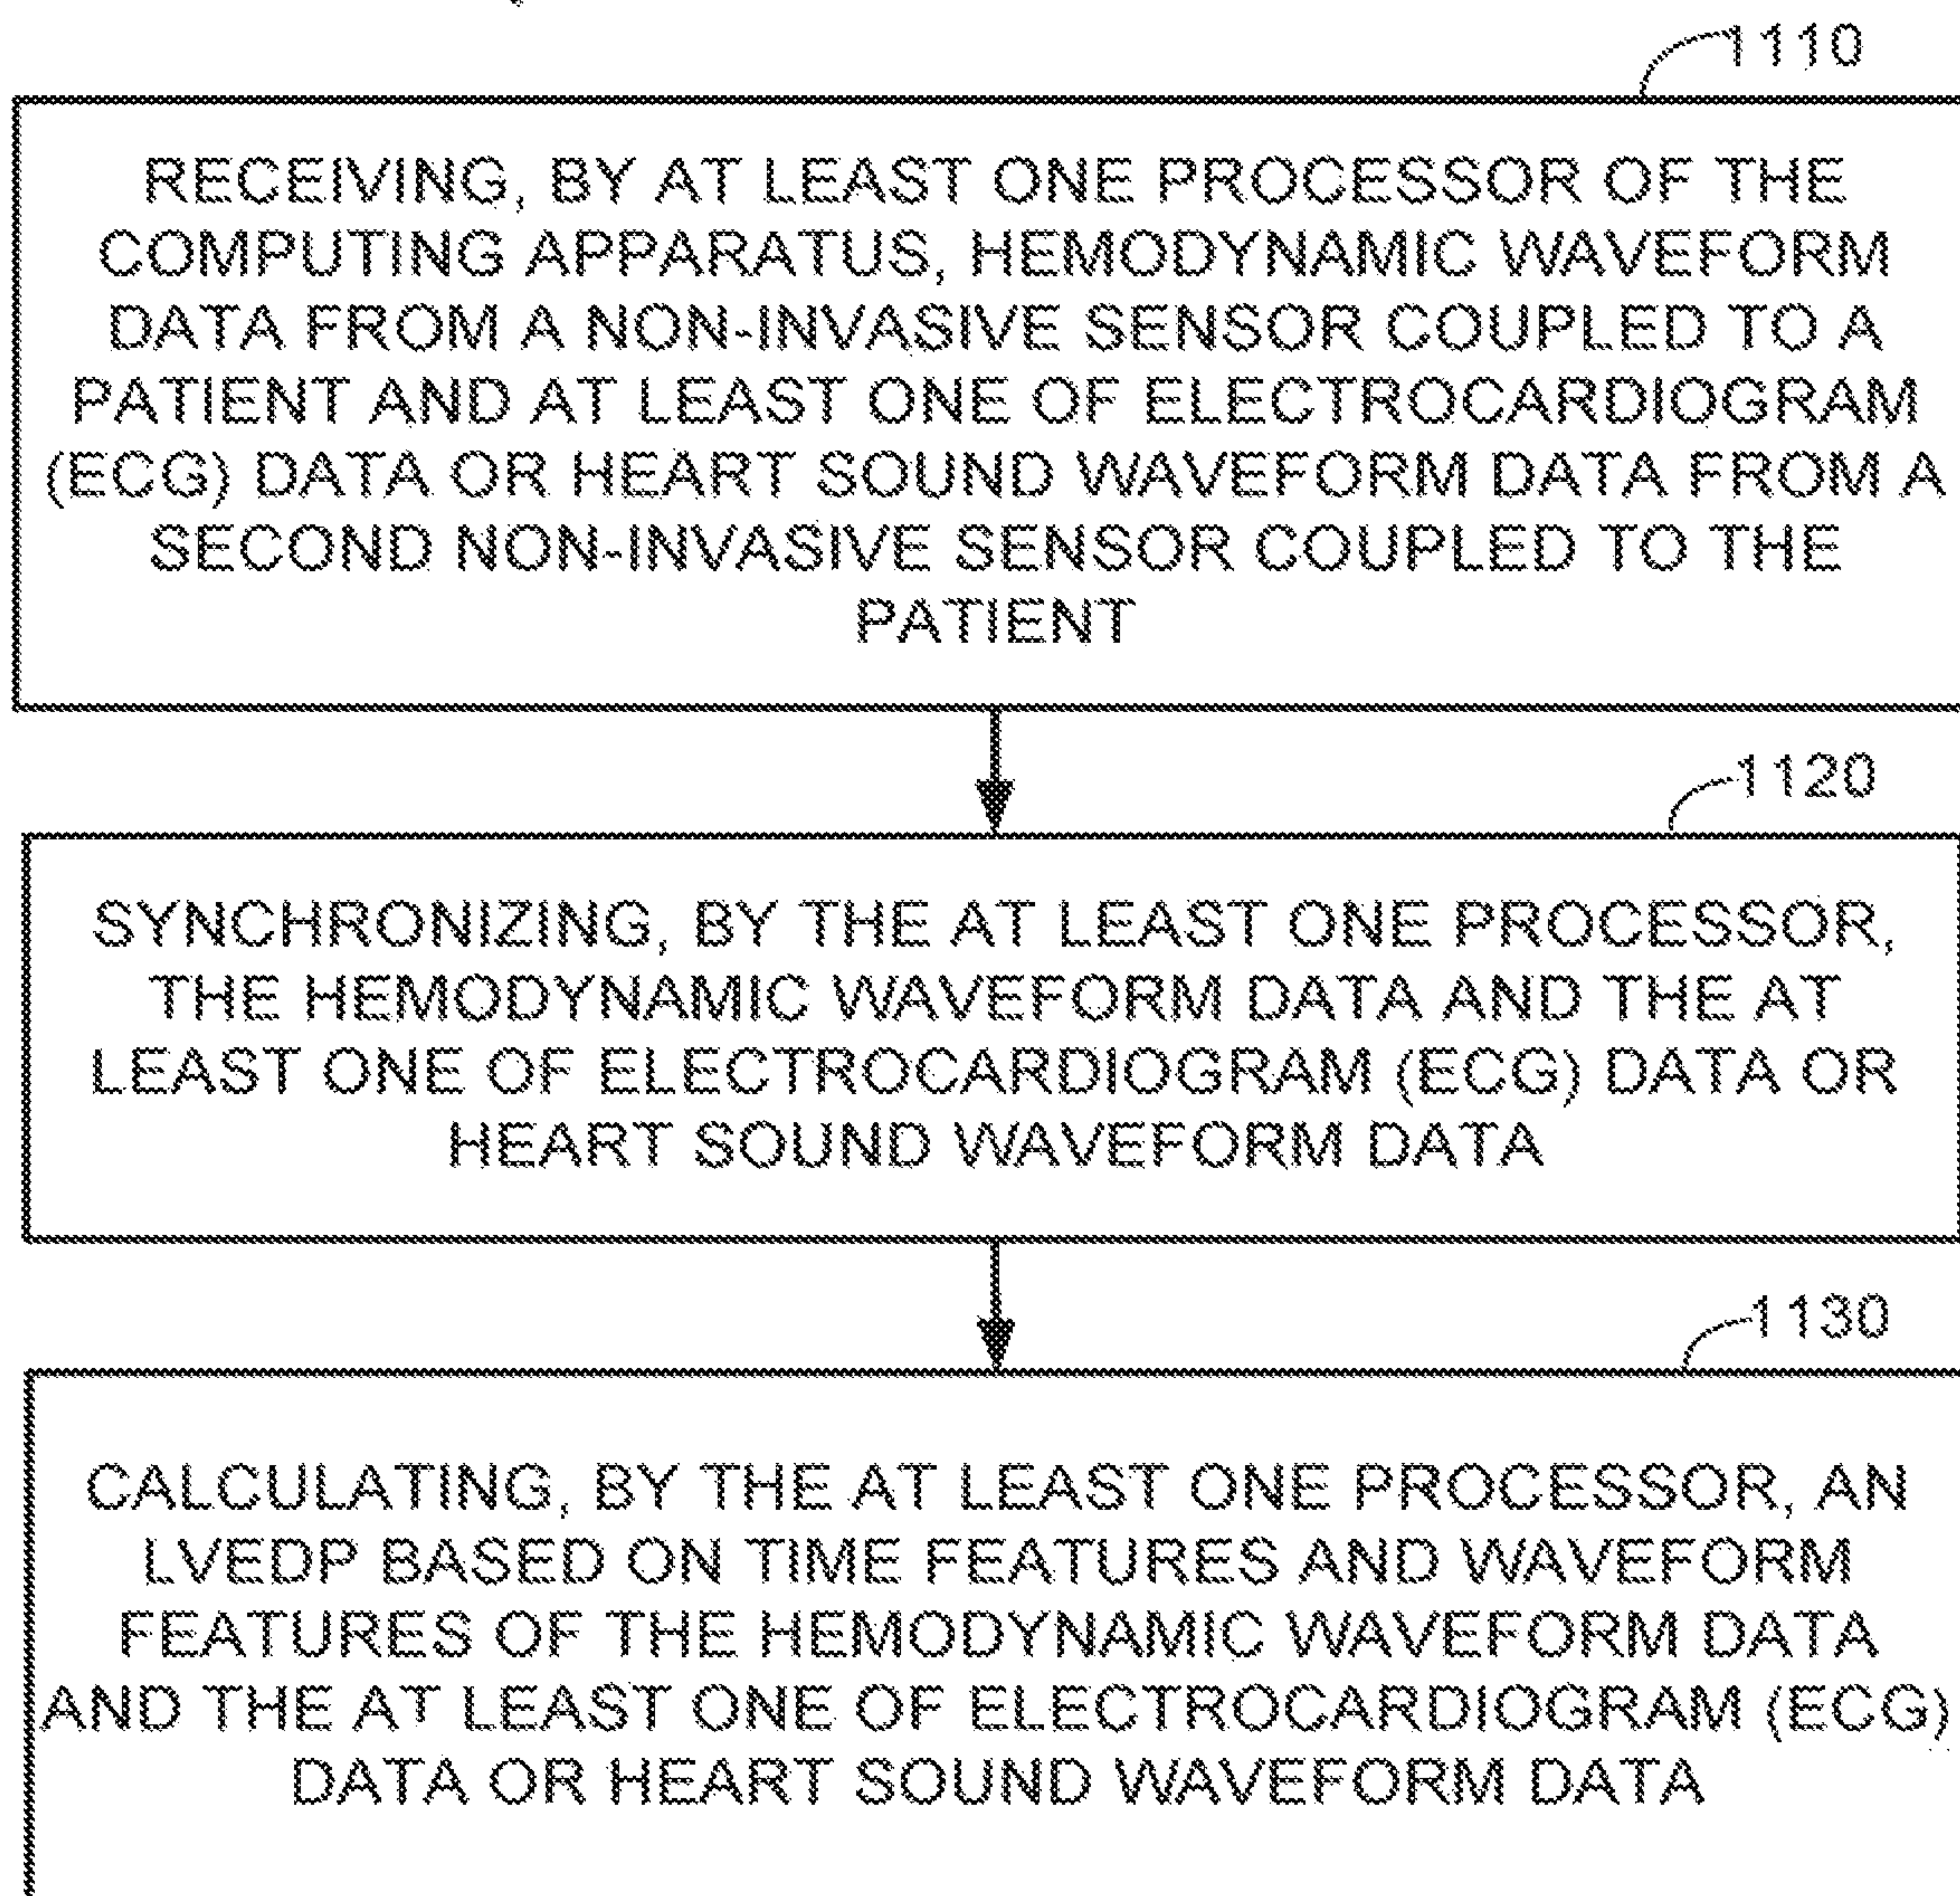 1110
RECEIVING, BY AT LEAST ONE PROCESSOR OF THE
COMPUTING APPARATUS, HEMODYNAMIC WAVEFORM
DATA FROM A NON-INVASIVE SENSOR COUPLED TO A
PATIENT AND AT LEAST ONE OF ELECTROCARDIOGRAM
(ECG) DATA OR HEART SOUND WAVEFORM DATA FROM A
SECOND NON-INVASIVE SENSOR COUPLED TO THE
PATIENT
1120
SYNCHRONIZING, BY THE AT LEAST ONE PROCESSOR,
THE HEMODYNAMIC WAVEFORM DATA AND THE AT
LEAST ONE OF ELECTROCARDIOGRAM (ECG) DATA OR
HEART SOUND WAVEFORM DATA
1130
CALCULATING, BY THE AT LEAST ONE PROCESSOR, AN
LVEDP BASED ON TIME FEATURES AND WAVEFORM
FEATURES OF THE HEMODYNAMIC WAVEFORM DATA
AND THE AT LEAST ONE OF ELECTROCARDIOGRAM (ECG)
DATA OR HEART SOUND WAVEFORM DATA